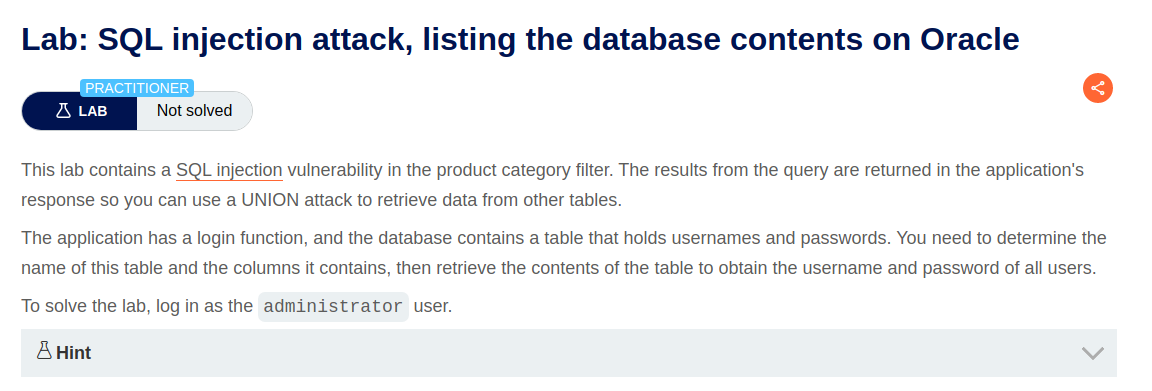 Lab: SQL injection attack, listing the database contents on Oracle
PRACTITIONER
LAB Not solved
This lab contains a SQL injection vulnerability in the product category filter. The results from the query are returned in the application's
response so you can use a UNION attack to retrieve data from other tables.
The application has a login function, and the database contains a table that holds usernames and passwords. You need to determine the
name of this table and the columns it contains, then retrieve the contents of the table to obtain the username and password of all users.
To solve the lab, log in as the administrator user.
Hint